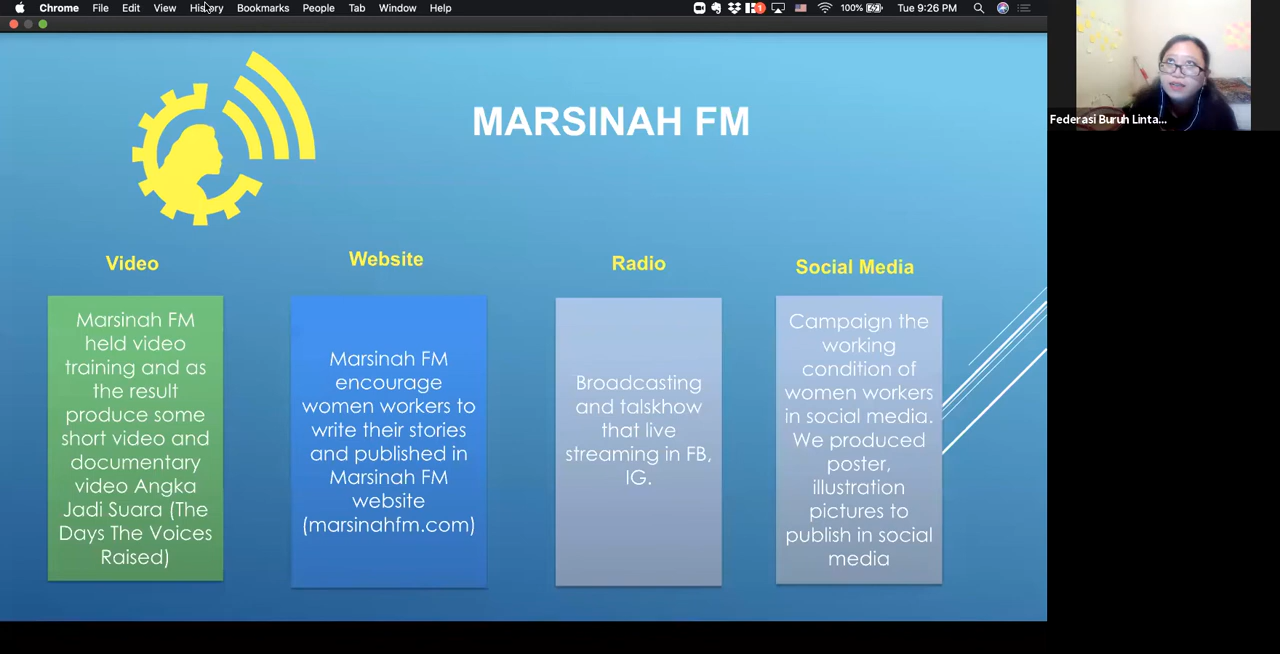 Chrome File Edit View History Bookmarks People Tab Window Help 1 100% Tue 9:26 PM
Federasi Buruh Linta...
MARSINAH FM
Video
Marsinah FM
held video
training and as
the result
produce some
short video and
documentary
video Angka
Jadi Suara (The
Days The Voices
Raised)
Website
Marsinah FM
encourage
women workers to
write their stories
and published in
Marsinah FM
website
(marsinahfm.com)
Radio
Broadcasting
and talskhow
that live
streaming in FB,
IG.
Social Media
Campaign the
working
condition of
women workers
in social media.
We produced
poster,
illustration
pictures to
publish in social
media